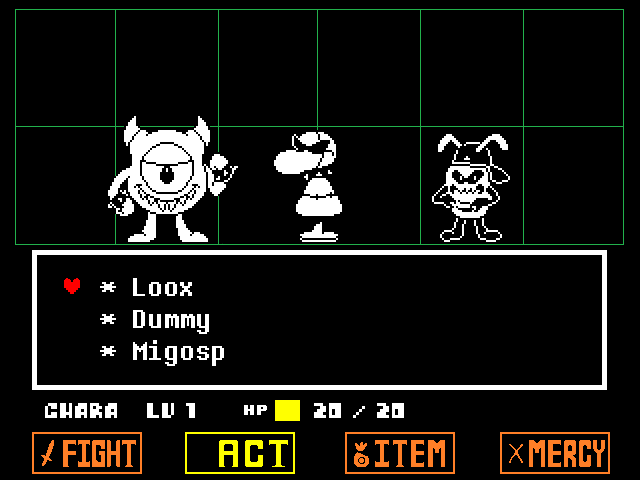 * Loox
* Dummy
* Migosp
CHARA LV 1 HP 20 / 20
FIGHT ACT ITEM MERCY